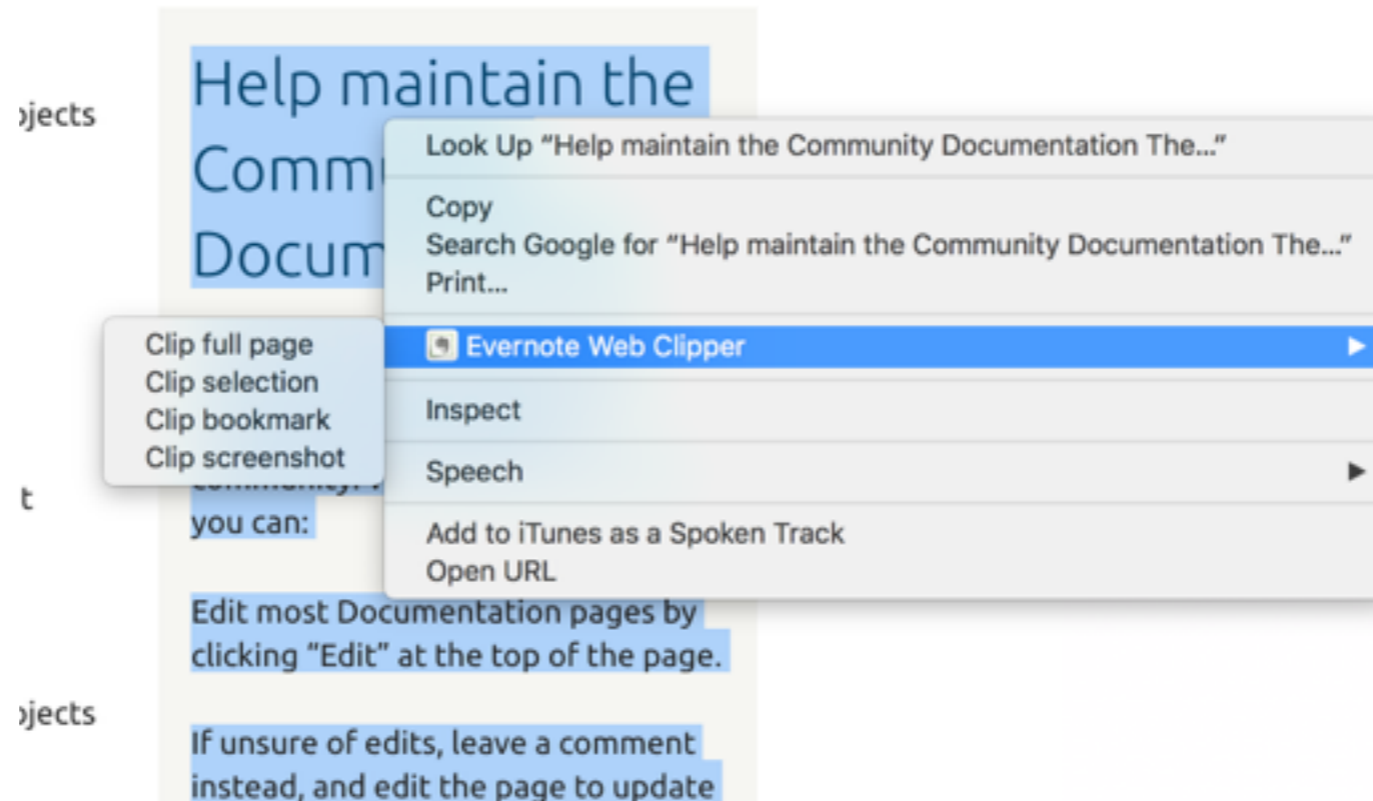 Help maintain the
Commu
Docum
ojects
Look Up “Help maintain the Community Documentation The...”
Copy
Search Google for “Help maintain the Community Documentation The...”
Print...
Evernote Web Clipper
Clip full page
Clip selection
Clip bookmark
Clip screenshot
Inspect
Speech
Add to iTunes as a Spoken Track
Open URL
t
you can:
Edit most Documentation pages by
clicking “Edit” at the top of the page.
ojects
If unsure of edits, leave a comment
instead, and edit the page to update